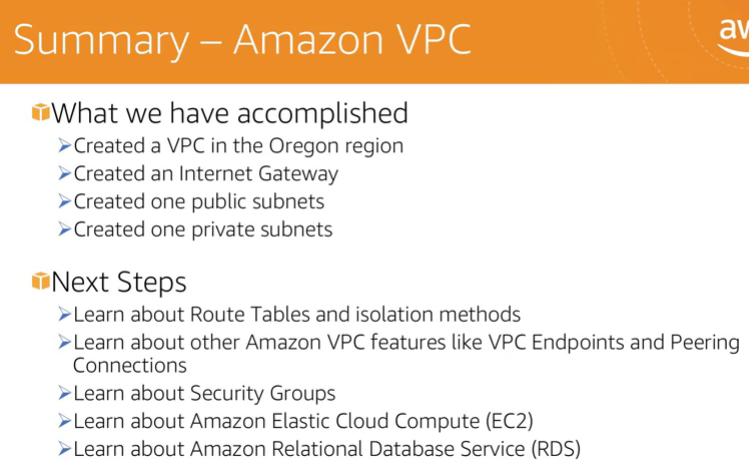 Summary – Amazon VPC
What we have accomplished
Created a VPC in the Oregon region
Created an Internet Gateway
Created one public subnets
Created one private subnets
Next Steps
Learn about Route Tables and isolation methods
Learn about other Amazon VPC features like VPC Endpoints and Peering
Connections
Learn about Security Groups
Learn about Amazon Elastic Cloud Compute (EC2)
Learn about Amazon Relational Database Service (RDS)